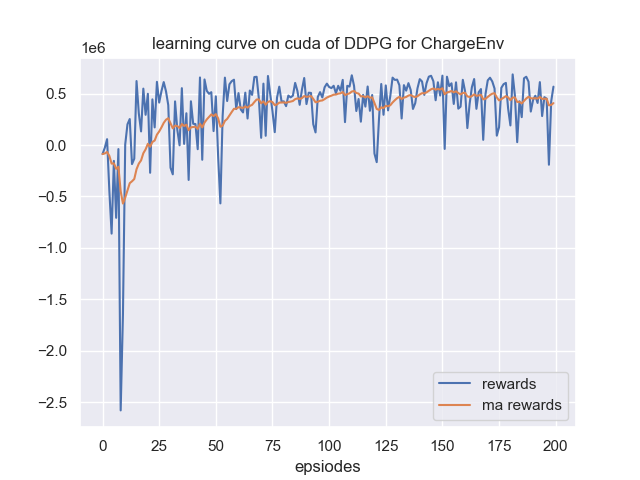 learning curve on cuda of DDPG for ChargeEnv
1e6
0.5
0.0
−0.5
−1.0
−1.5
−2.0
−2.5
rewards
ma rewards
0 25 50 75 100 125 150 175 200
epsiodes